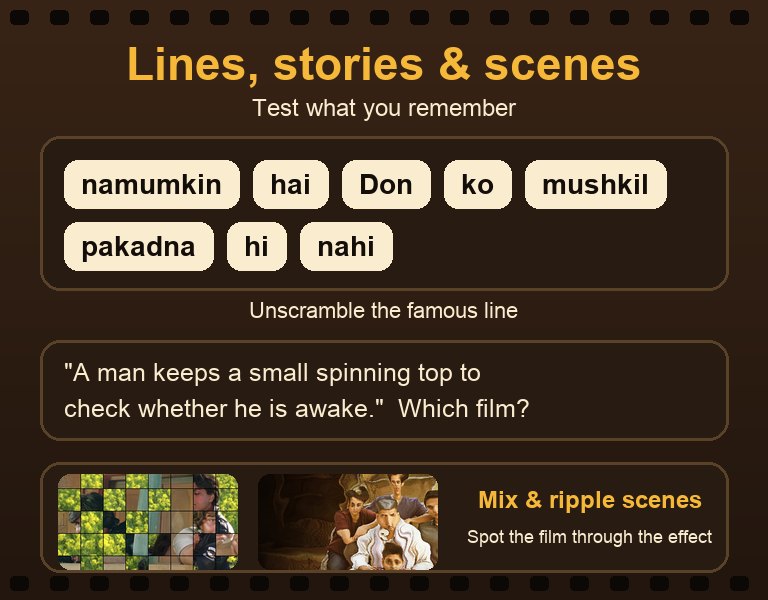 Lines, stories & scenes
Test what you remember
namumkin hai Don ko mushkil
pakadna hi nahi
Unscramble the famous line
"A man keeps a small spinning top to
check whether he is awake."  Which film?
Mix & ripple scenes
Spot the film through the effect